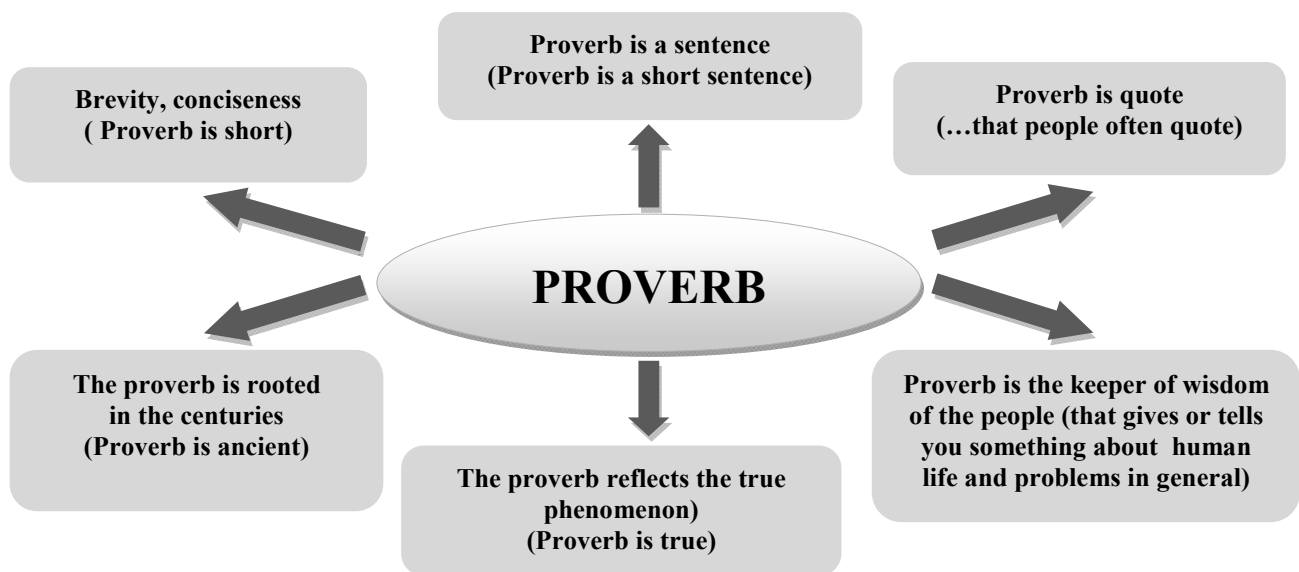 Proverb is a sentence
(Proverb is a short sentence)
Brevity, conciseness
( Proverb is short)
Proverb is quote
(…that people often quote)
PROVERB
The proverb is rooted
in the centuries
(Proverb is ancient)
The proverb reflects the true
phenomenon)
(Proverb is true)
Proverb is the keeper of wisdom
of the people (that gives or tells
you something about human
life and problems in general)